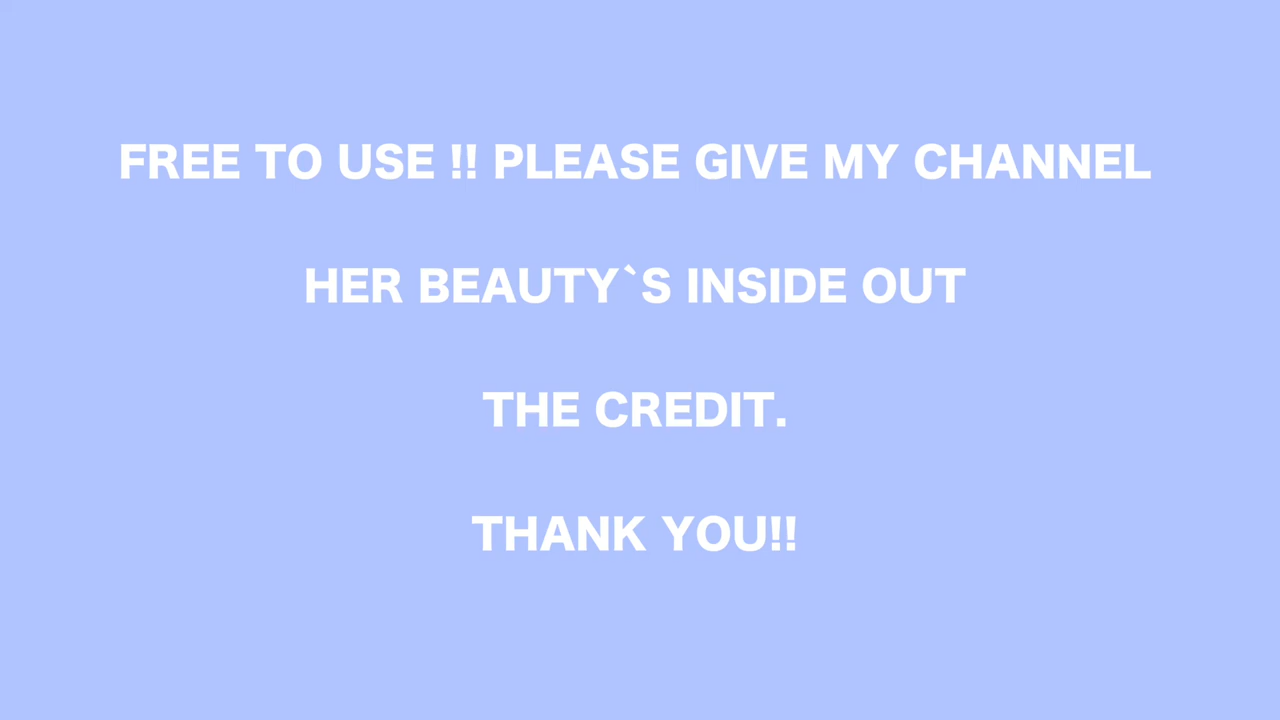 FREE TO USE !! PLEASE GIVE MY CHANNEL
HER BEAUTY`S INSIDE OUT
THE CREDIT.
THANK YOU!!